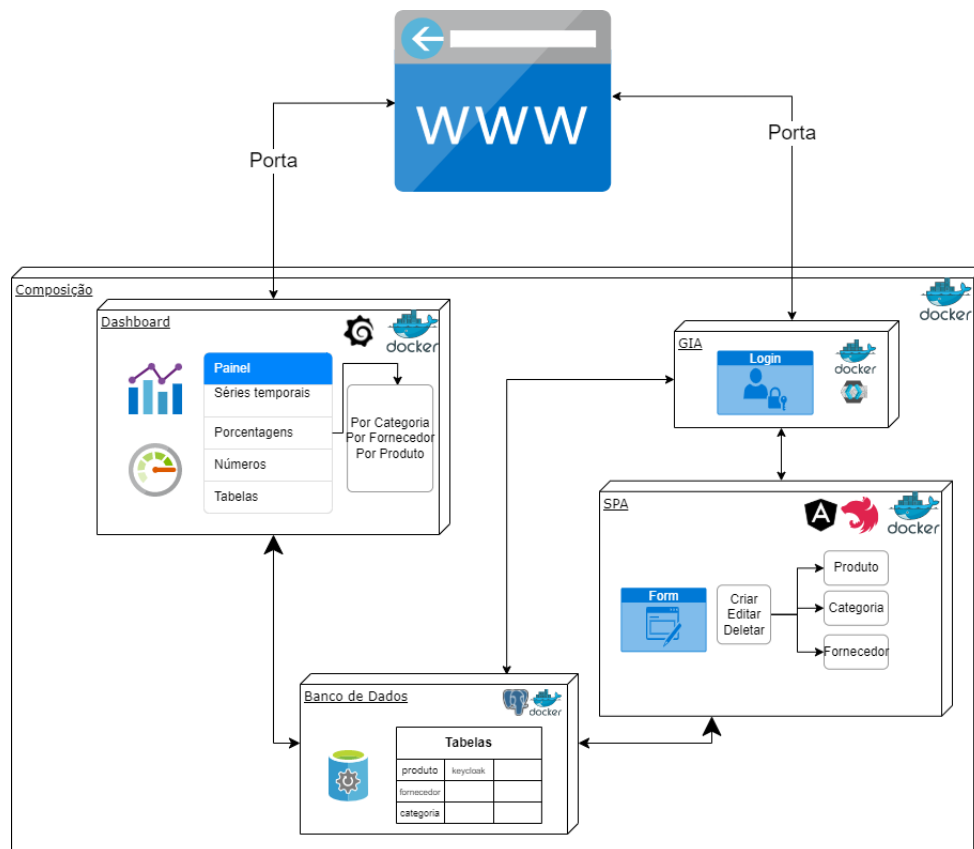 WWW
Porta
Porta
Composição
docker
Dashboard
docker
Painel
Séries temporais
Porcentagens
Números
Tabelas
Por Categoria
Por Fornecedor
Por Produto
GIA
docker
Login
SPA
docker
Form
Criar
Editar
Deletar
Produto
Categoria
Fornecedor
Banco de Dados
docker
Tabelas
produto keycloak
fornecedor
categoria